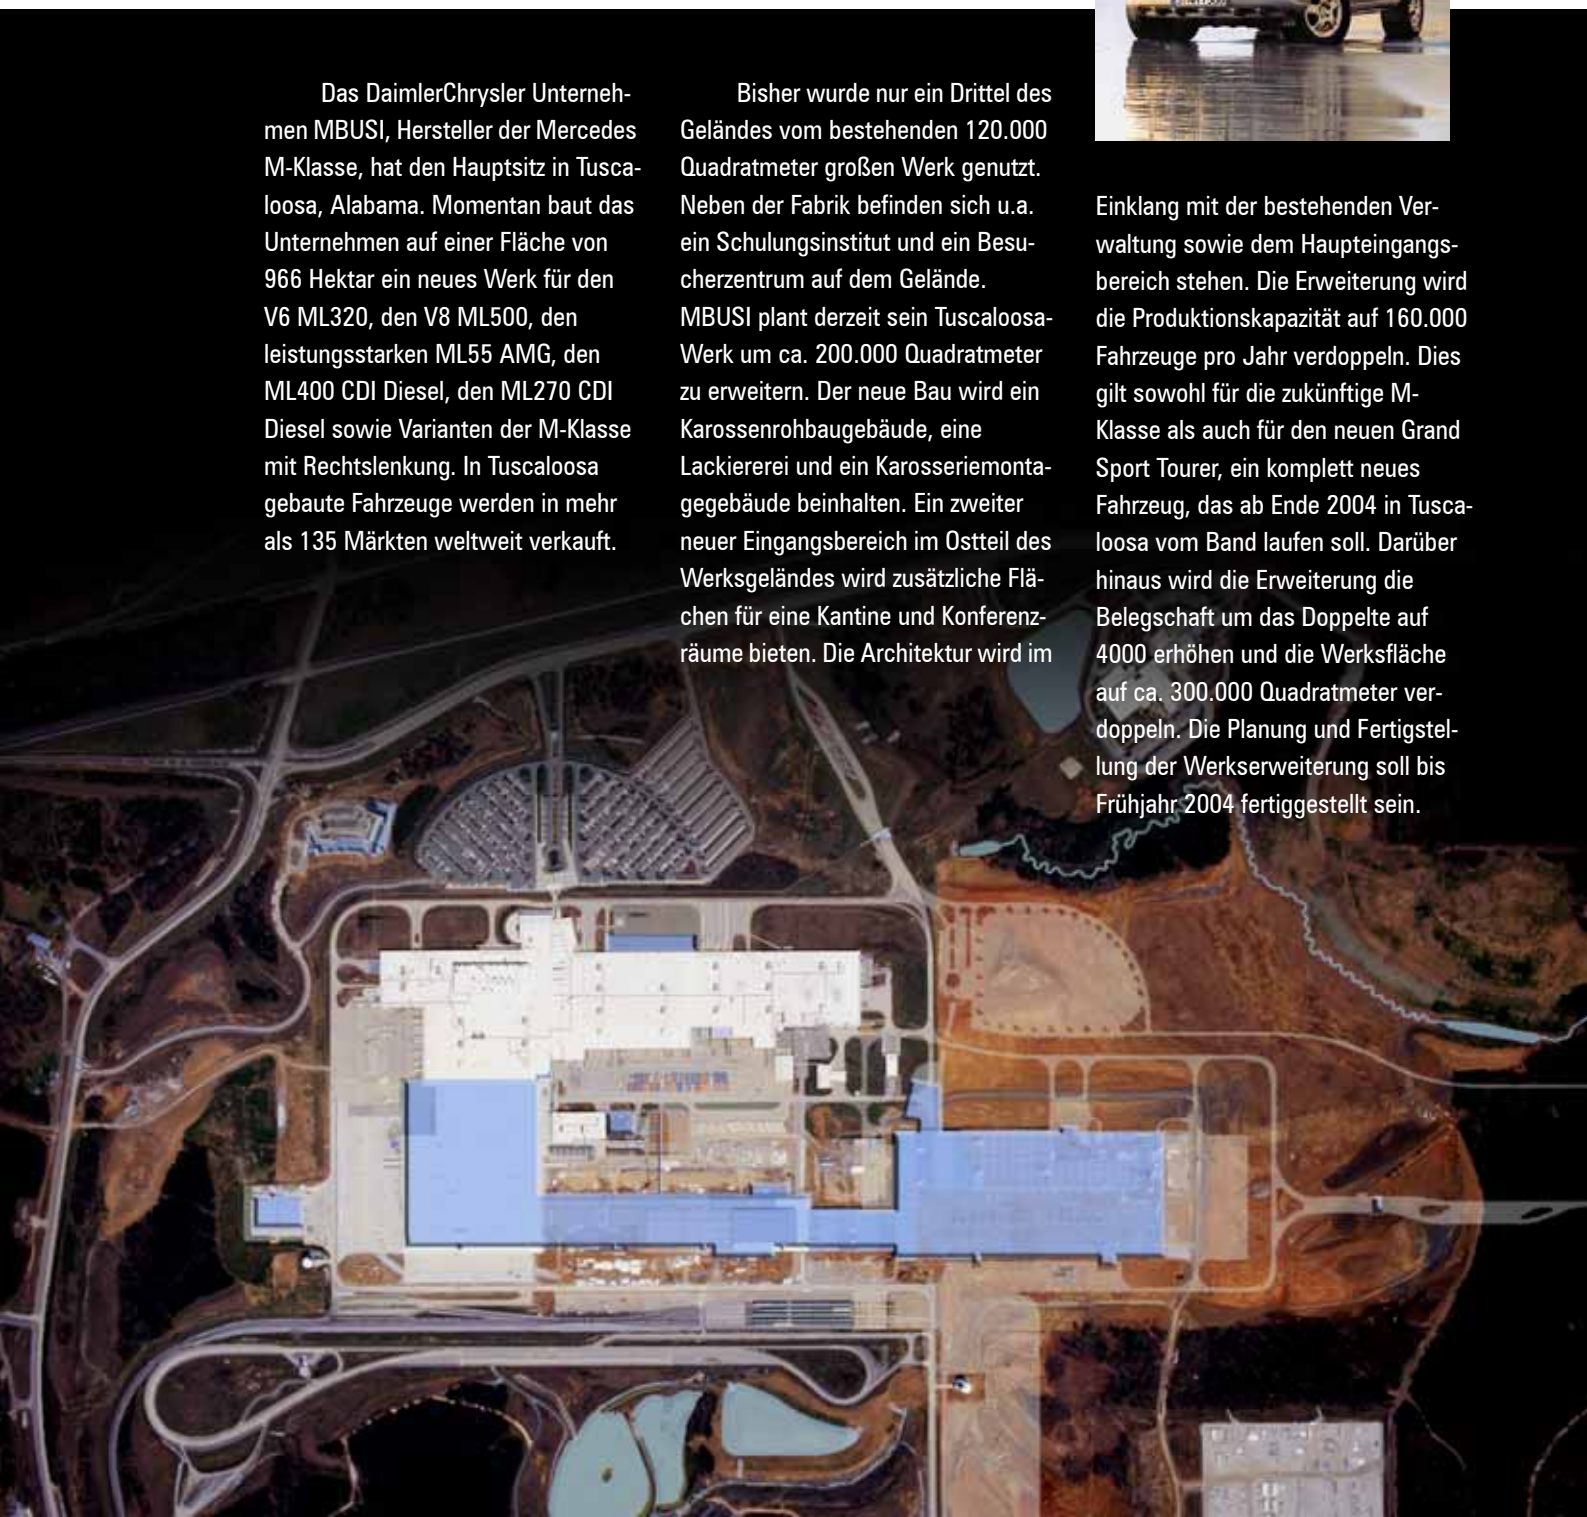 Das DaimlerChrysler Unterneh-
men MBUSI, Hersteller der Mercedes
M-Klasse, hat den Hauptsitz in Tusca-
loosa, Alabama. Momentan baut das
Unternehmen auf einer Fläche von
966 Hektar ein neues Werk für den
V6 ML320, den V8 ML500, den
leistungsstarken ML55 AMG, den
ML400 CDI Diesel, den ML270 CDI
Diesel sowie Varianten der M-Klasse
mit Rechtslenkung. In Tuscaloosa
gebaute Fahrzeuge werden in mehr
als 135 Märkten weltweit verkauft.
Bisher wurde nur ein Drittel des
Geländes vom bestehenden 120.000
Quadratmeter großen Werk genutzt.
Neben der Fabrik befinden sich u.a.
ein Schulungsinstitut und ein Besu-
cherzentrum auf dem Gelände.
MBUSI plant derzeit sein Tuscaloosa-
Werk um ca. 200.000 Quadratmeter
zu erweitern. Der neue Bau wird ein
Karossenrohbaugebäude, eine
Lackiererei und ein Karosseriemonta-
gegebäude beinhalten. Ein zweiter
neuer Eingangsbereich im Ostteil des
Werksgeländes wird zusätzliche Flä-
chen für eine Kantine und Konferenz-
räume bieten. Die Architektur wird im
Einklang mit der bestehenden Ver-
waltung sowie dem Haupteingangs-
bereich stehen. Die Erweiterung wird
die Produktionskapazität auf 160.000
Fahrzeuge pro Jahr verdoppeln. Dies
gilt sowohl für die zukünftige M-
Klasse als auch für den neuen Grand
Sport Tourer, ein komplett neues
Fahrzeug, das ab Ende 2004 in Tusca-
loosa vom Band laufen soll. Darüber
hinaus wird die Erweiterung die
Belegschaft um das Doppelte auf
4000 erhöhen und die Werksfläche
auf ca. 300.000 Quadratmeter ver-
doppeln. Die Planung und Fertigstel-
lung der Werkserweiterung soll bis
Frühjahr 2004 fertiggestellt sein.